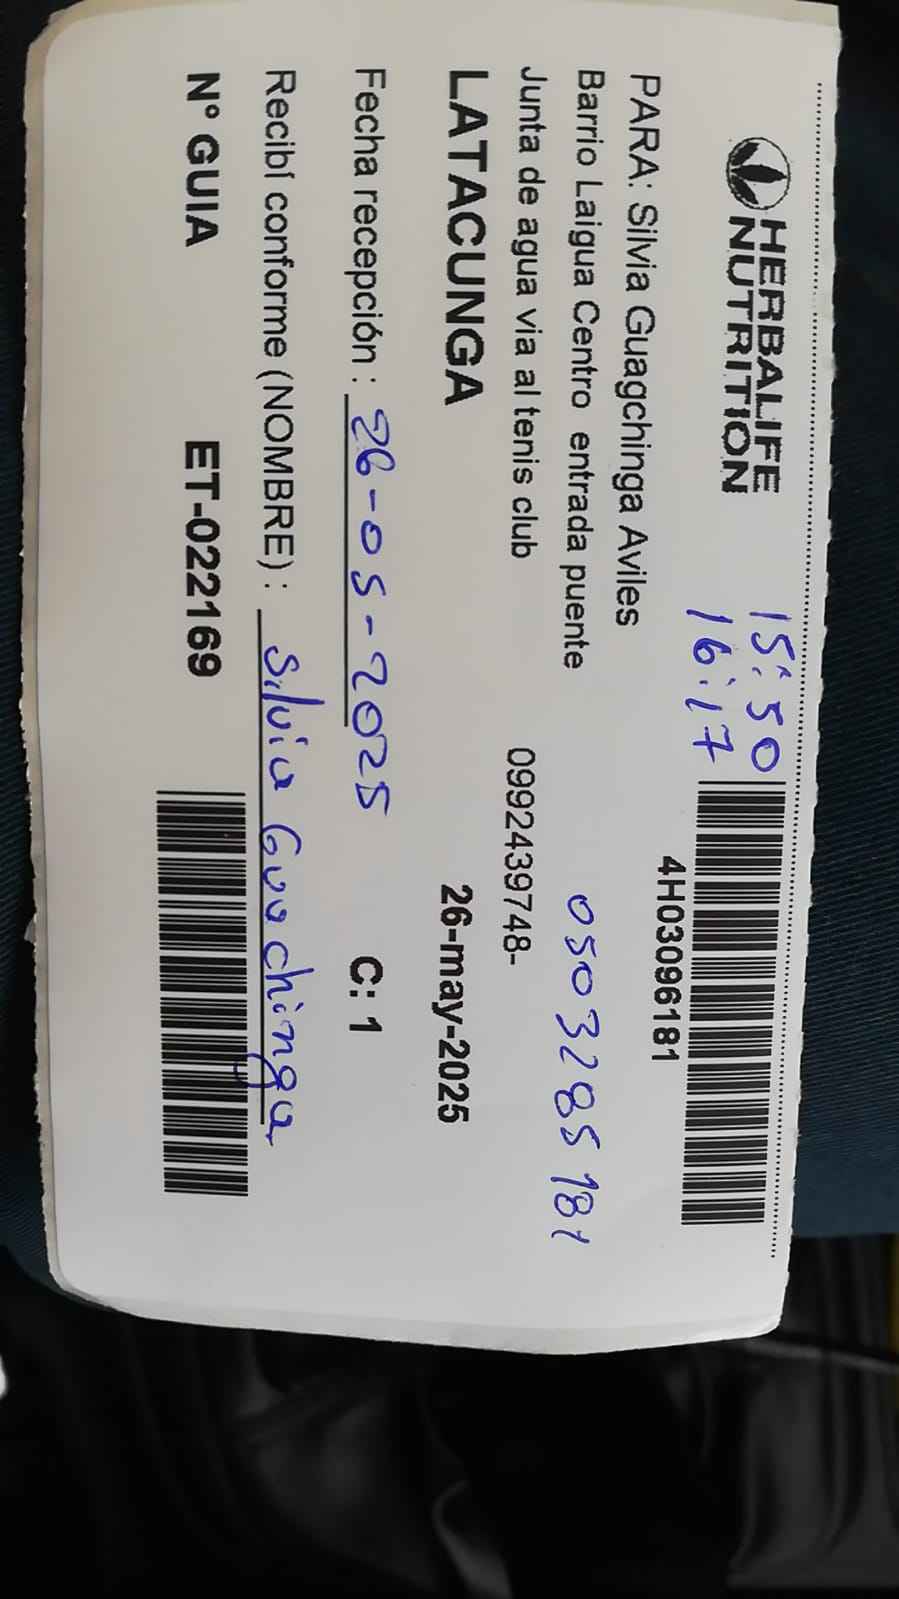 HERBALIFE
NUTRITION
15:50
16:17
4H03096181
PARA: Silvia Guagchinga Aviles
Barrio Laigua Centro entrada puente
0503285181
Junta de agua via al tenis club
0992439748-
LATACUNGA
26-may-2025
Fecha recepción : 26-05-2025
C: 1
Recibí conforme (NOMBRE) : Silvia Guachinga
N° GUIA
ET-022169